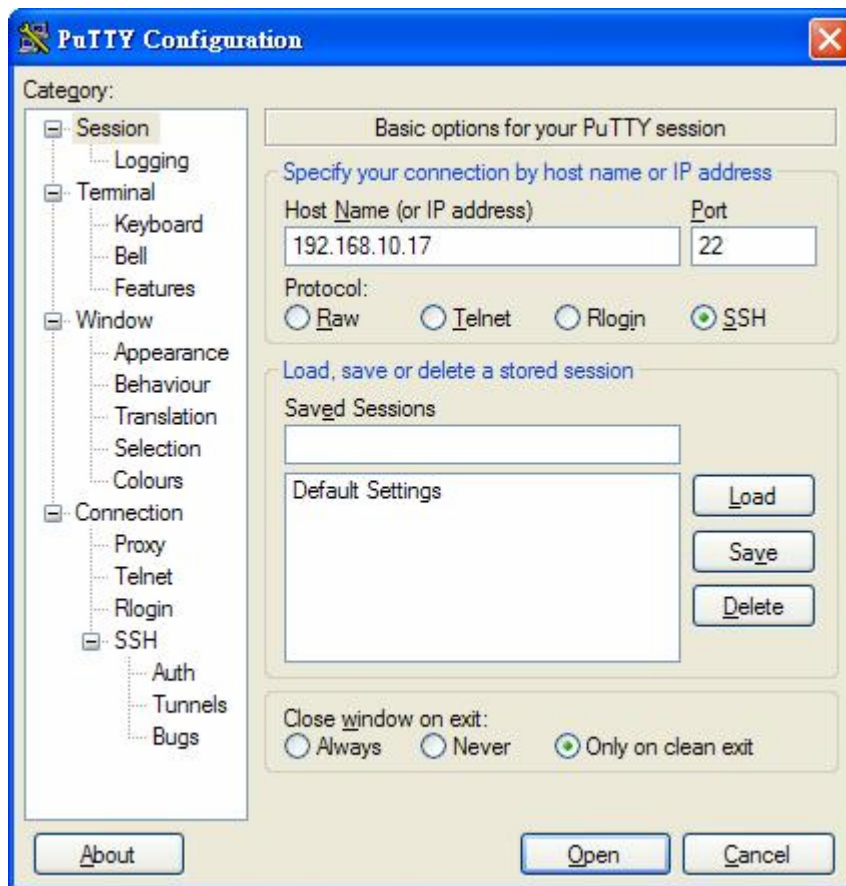 PuTTY Configuration
Category:
Session
Logging
Terminal
Keyboard
Bell
Features
Window
Appearance
Behaviour
Translation
Selection
Colours
Connection
Proxy
Telnet
Rlogin
SSH
Auth
Tunnels
Bugs
Basic options for your PuTTY session
Specify your connection by host name or IP address
Host Name (or IP address) Port
192.168.10.17 22
Protocol:
Raw Telnet Rlogin SSH
Load, save or delete a stored session
Saved Sessions
Default Settings
Load
Save
Delete
Close window on exit:
Always Never Only on clean exit
About Open Cancel